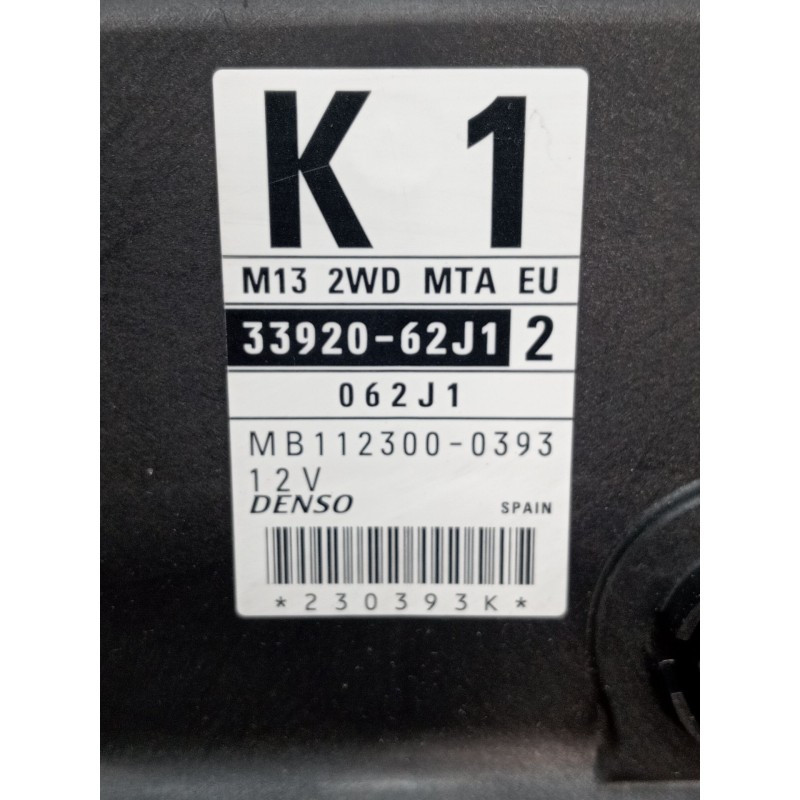 K 1
M13 2WD MTA EU
33920-62J1 2
062J1
MB112300-0393
12V
DENSO SPAIN
*230393K*